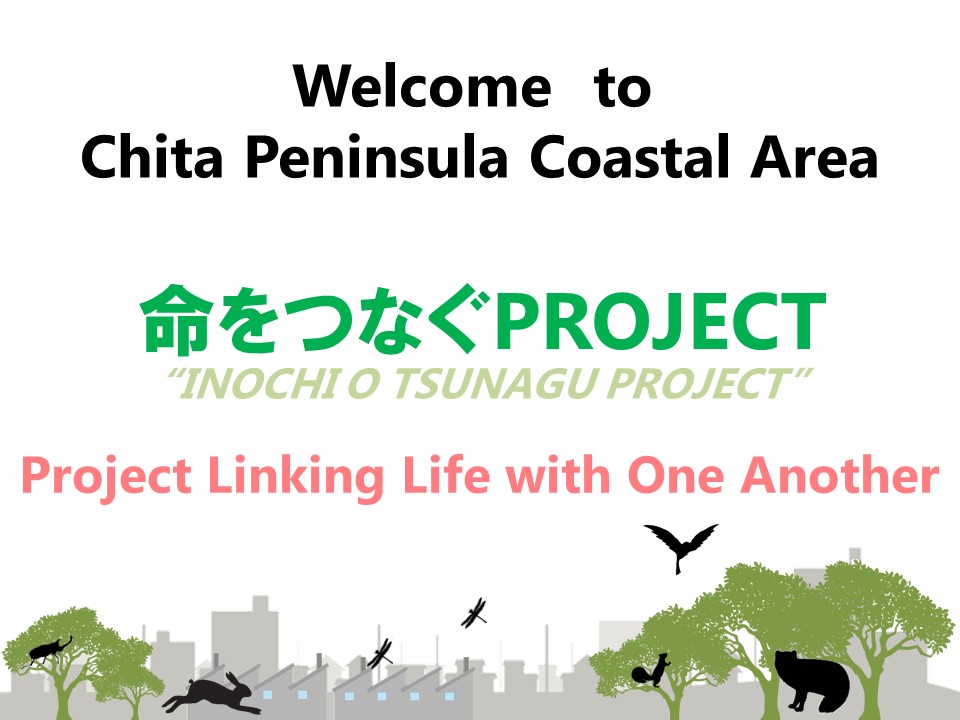 Welcome to
Chita Peninsula Coastal Area
命をつなぐPROJECT
“INOCHI O TSUNAGU PROJECT”
Project Linking Life with One Another